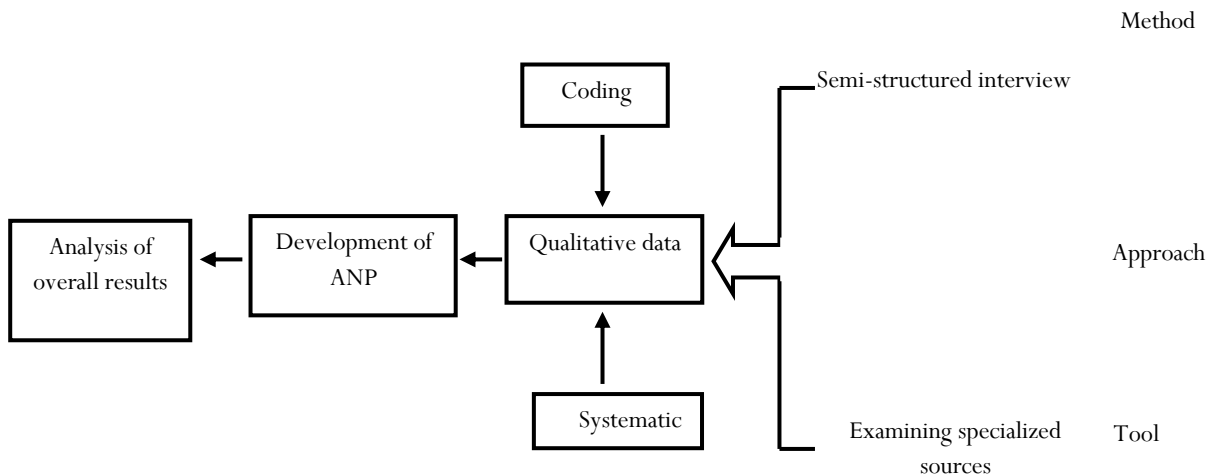 Method
Semi-structured interview
Coding
Qualitative data
Development of
ANP
Analysis of
overall results
Approach
Systematic
Examining specialized
sources
Tool